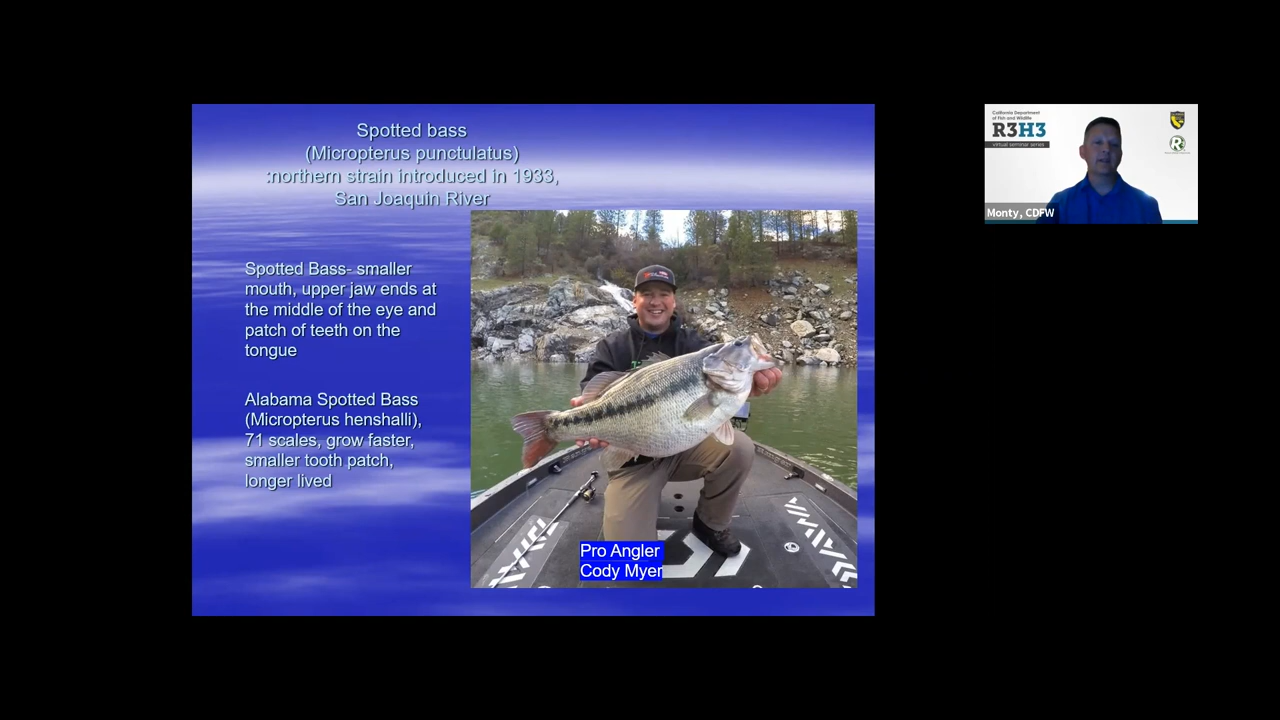 Spotted bass
(Micropterus punctulatus)
:northern strain introduced in 1933,
San Joaquin River
Spotted Bass- smaller
mouth, upper jaw ends at
the middle of the eye and
patch of teeth on the
tongue
Alabama Spotted Bass
(Micropterus henshalli),
71 scales, grow faster,
smaller tooth patch,
longer lived
Pro Angler
Cody Myer
California Department
of Fish and Wildlife
R3H3
virtual seminar series
Monty, CDFW